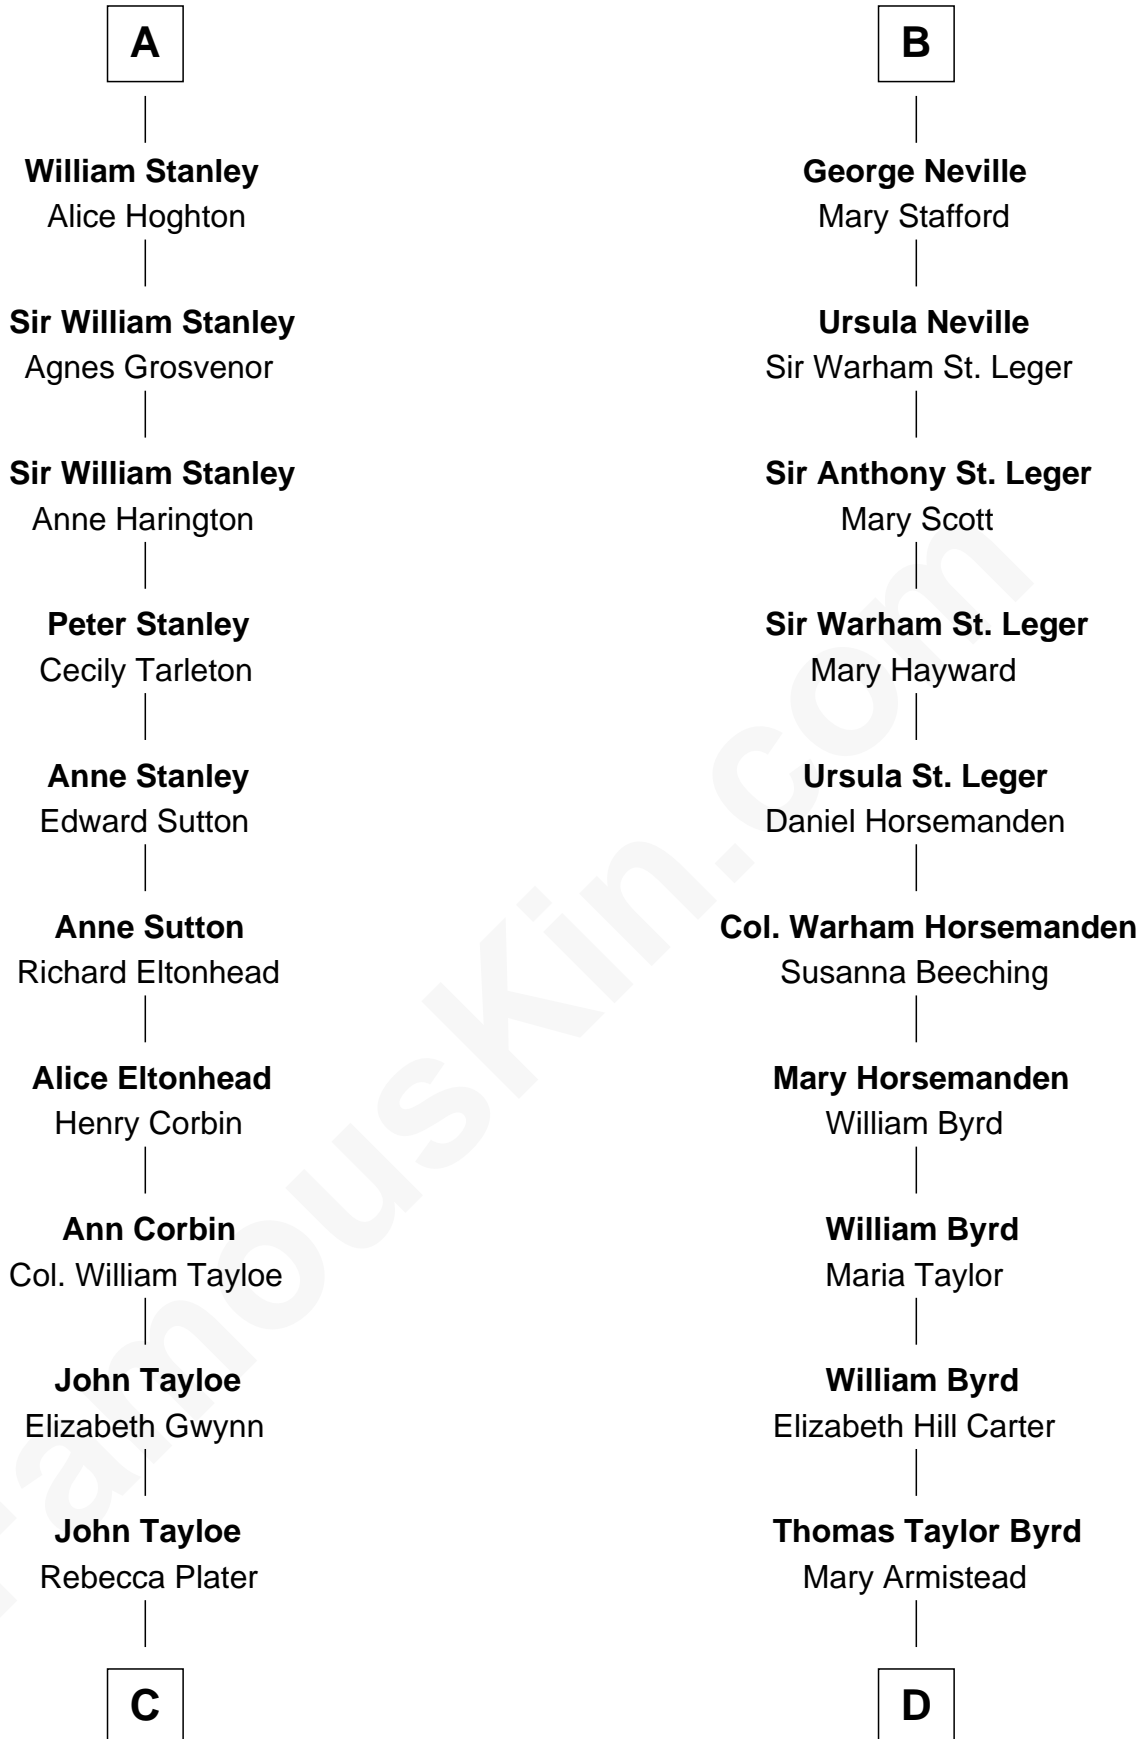 A
William Stanley
Alice Hoghton
Sir William Stanley
Agnes Grosvenor
Sir William Stanley
Anne Harington
Peter Stanley
Cecily Tarleton
Anne Stanley
Edward Sutton
Anne Sutton
Richard Eltonhead
Alice Eltonhead
Henry Corbin
Ann Corbin
Col. William Tayloe
John Tayloe
Elizabeth Gwynn
John Tayloe
Rebecca Plater
C
B
George Neville
Mary Stafford
Ursula Neville
Sir Warham St. Leger
Sir Anthony St. Leger
Mary Scott
Sir Warham St. Leger
Mary Hayward
Ursula St. Leger
Daniel Horsemanden
Col. Warham Horsemanden
Susanna Beeching
Mary Horsemanden
William Byrd
William Byrd
Maria Taylor
William Byrd
Elizabeth Hill Carter
Thomas Taylor Byrd
Mary Armistead
D
FamousKin.com